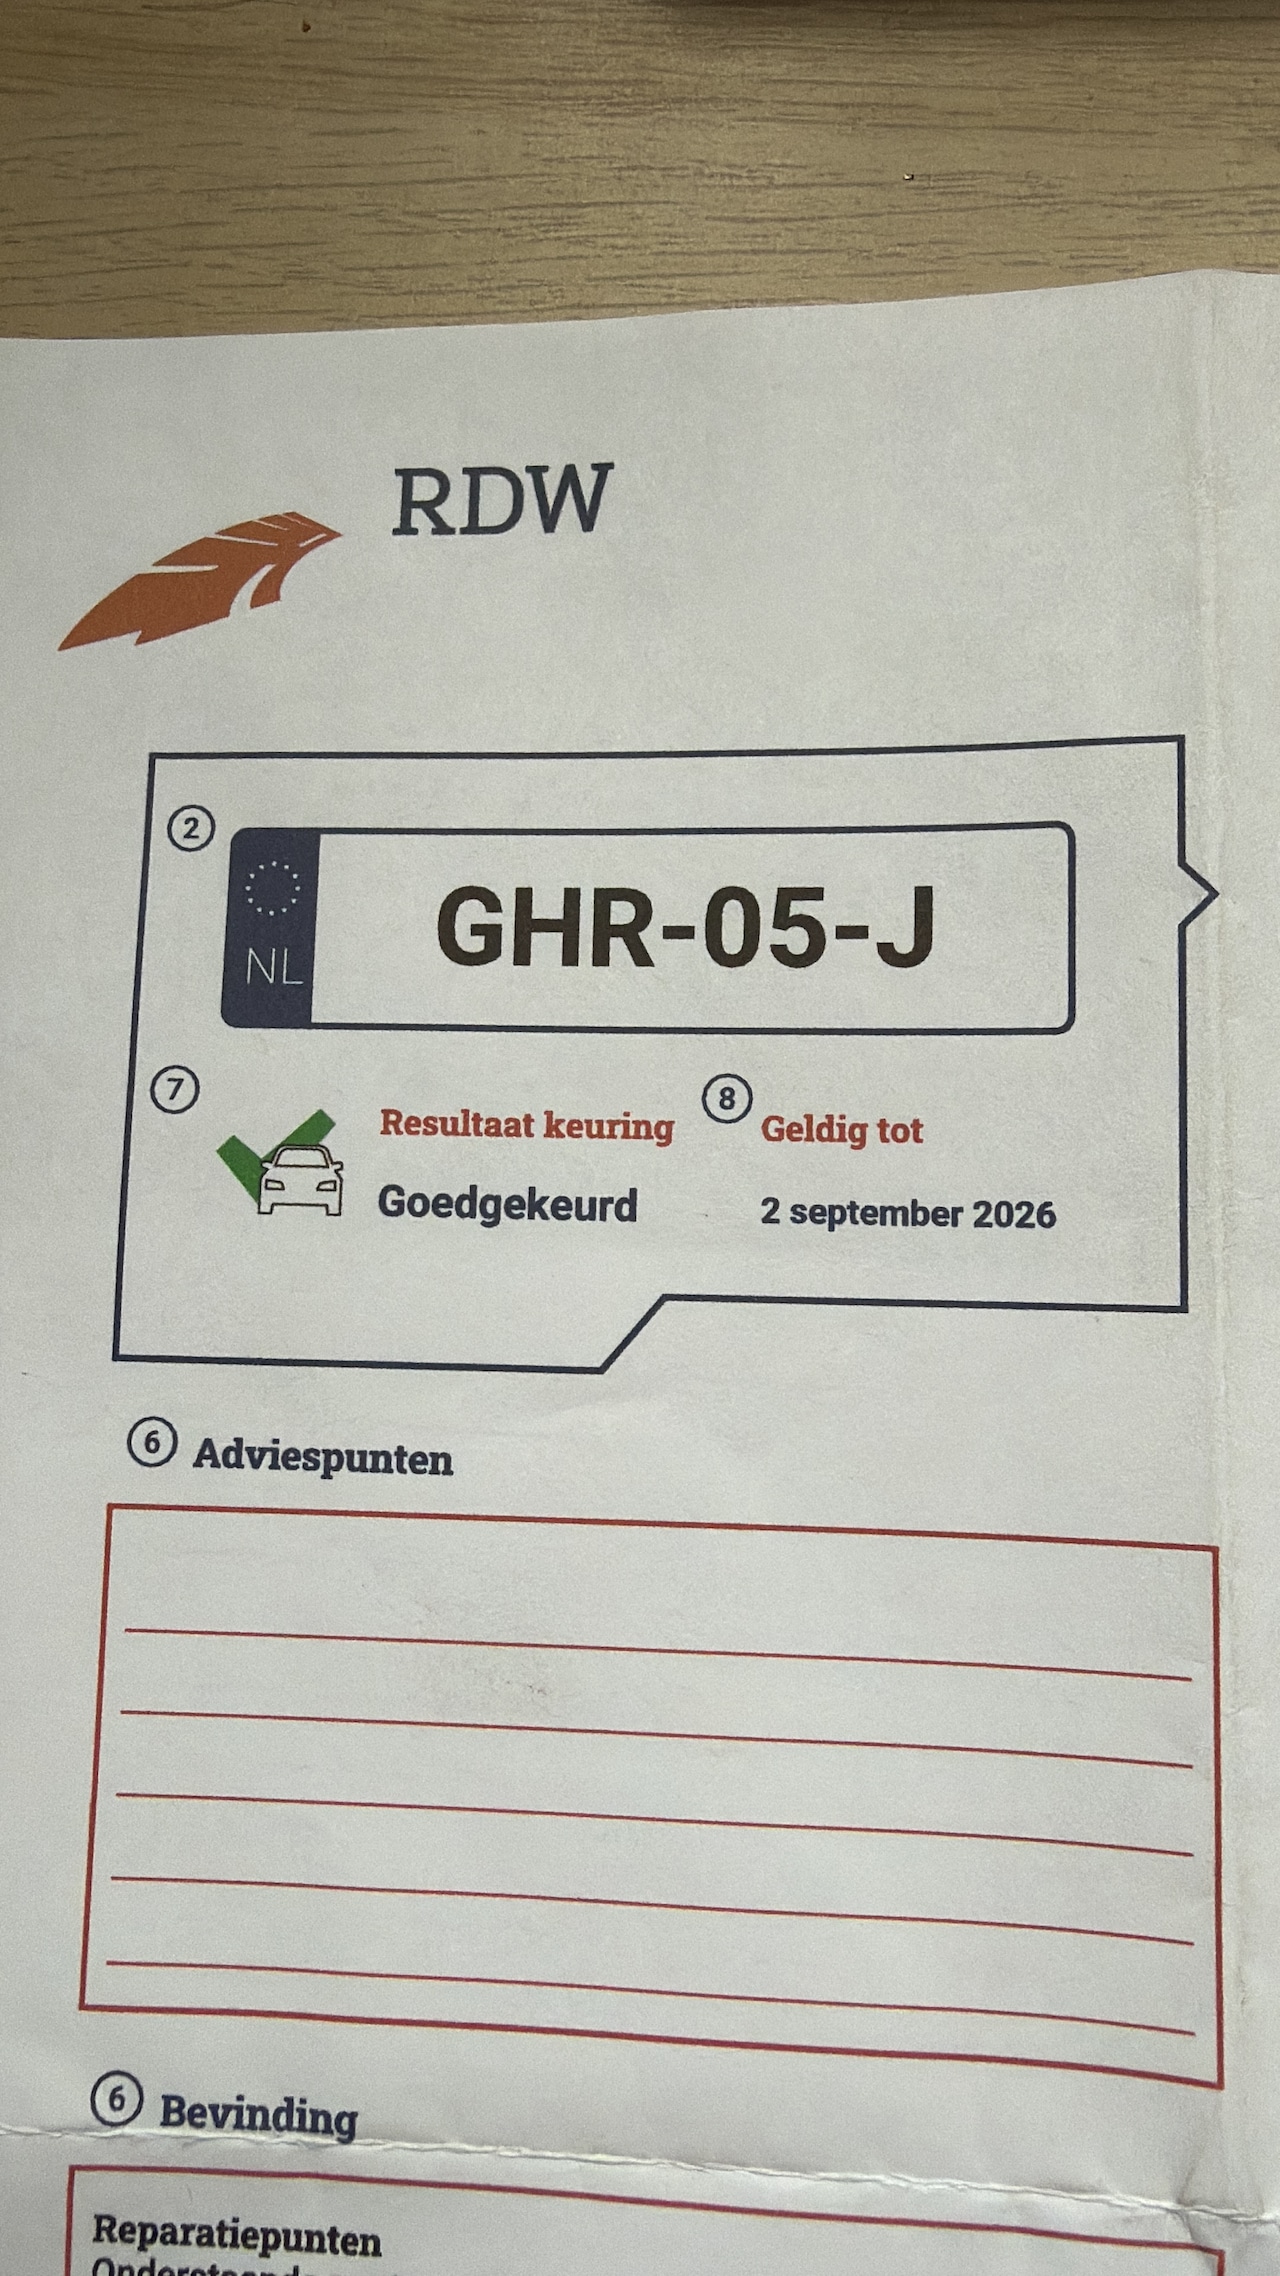 RDW
2
NL
GHR-05-J
7
Resultaat keuring
8
Geldig tot
Goedgekeurd
2 september 2026
6 Adviespunten
6 Bevinding
Reparatiepunten